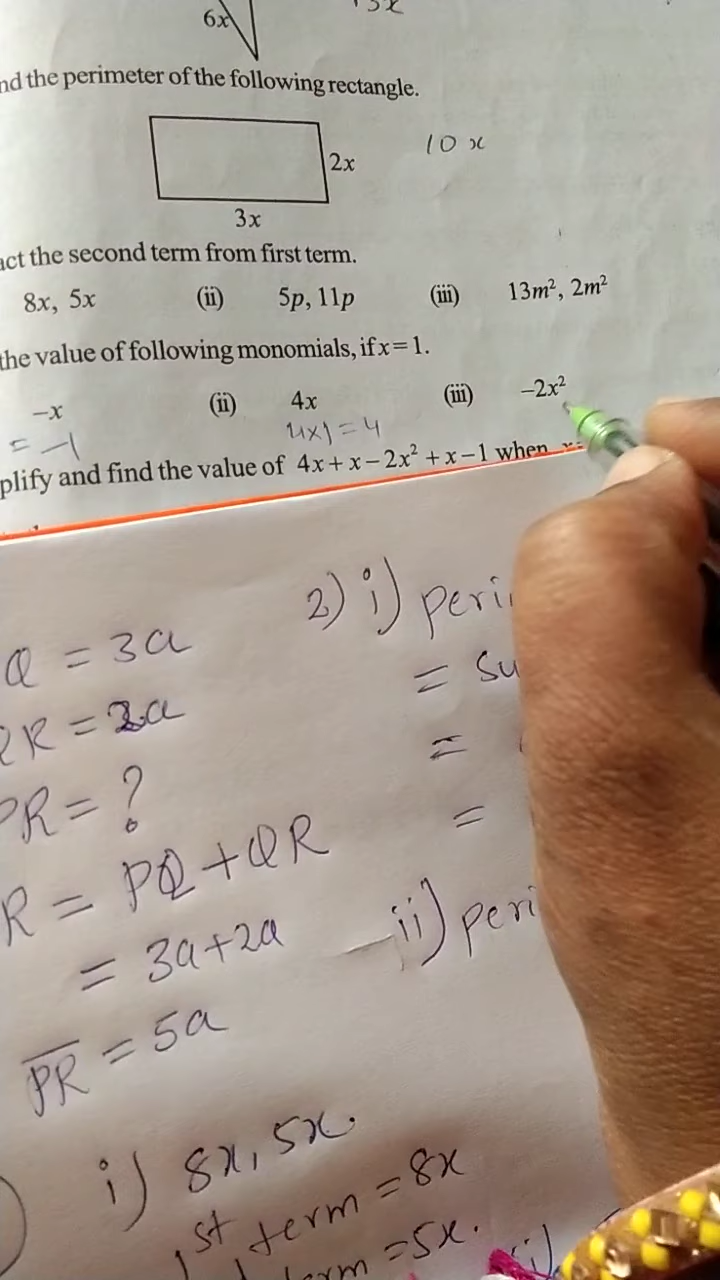 6x
nd the perimeter of the following rectangle.
2x
10x
3x
act the second term from first term.
8x, 5x (ii) 5p, 11p (iii) 13m², 2m²
the value of following monomials, if x = 1.
-x (ii) 4x (iii) -2x²
= -1 4x1 = 4
plify and find the value of 4x + x - 2x² + x - 1 when
Q = 3a
2) i) peri
R = 2a
= Su
PR = ?
=
R = PQ + QR
=
= 3a + 2a
ii) peri
PR = 5a
i) 8x, 5x.
1st term = 8x
term = 5x.